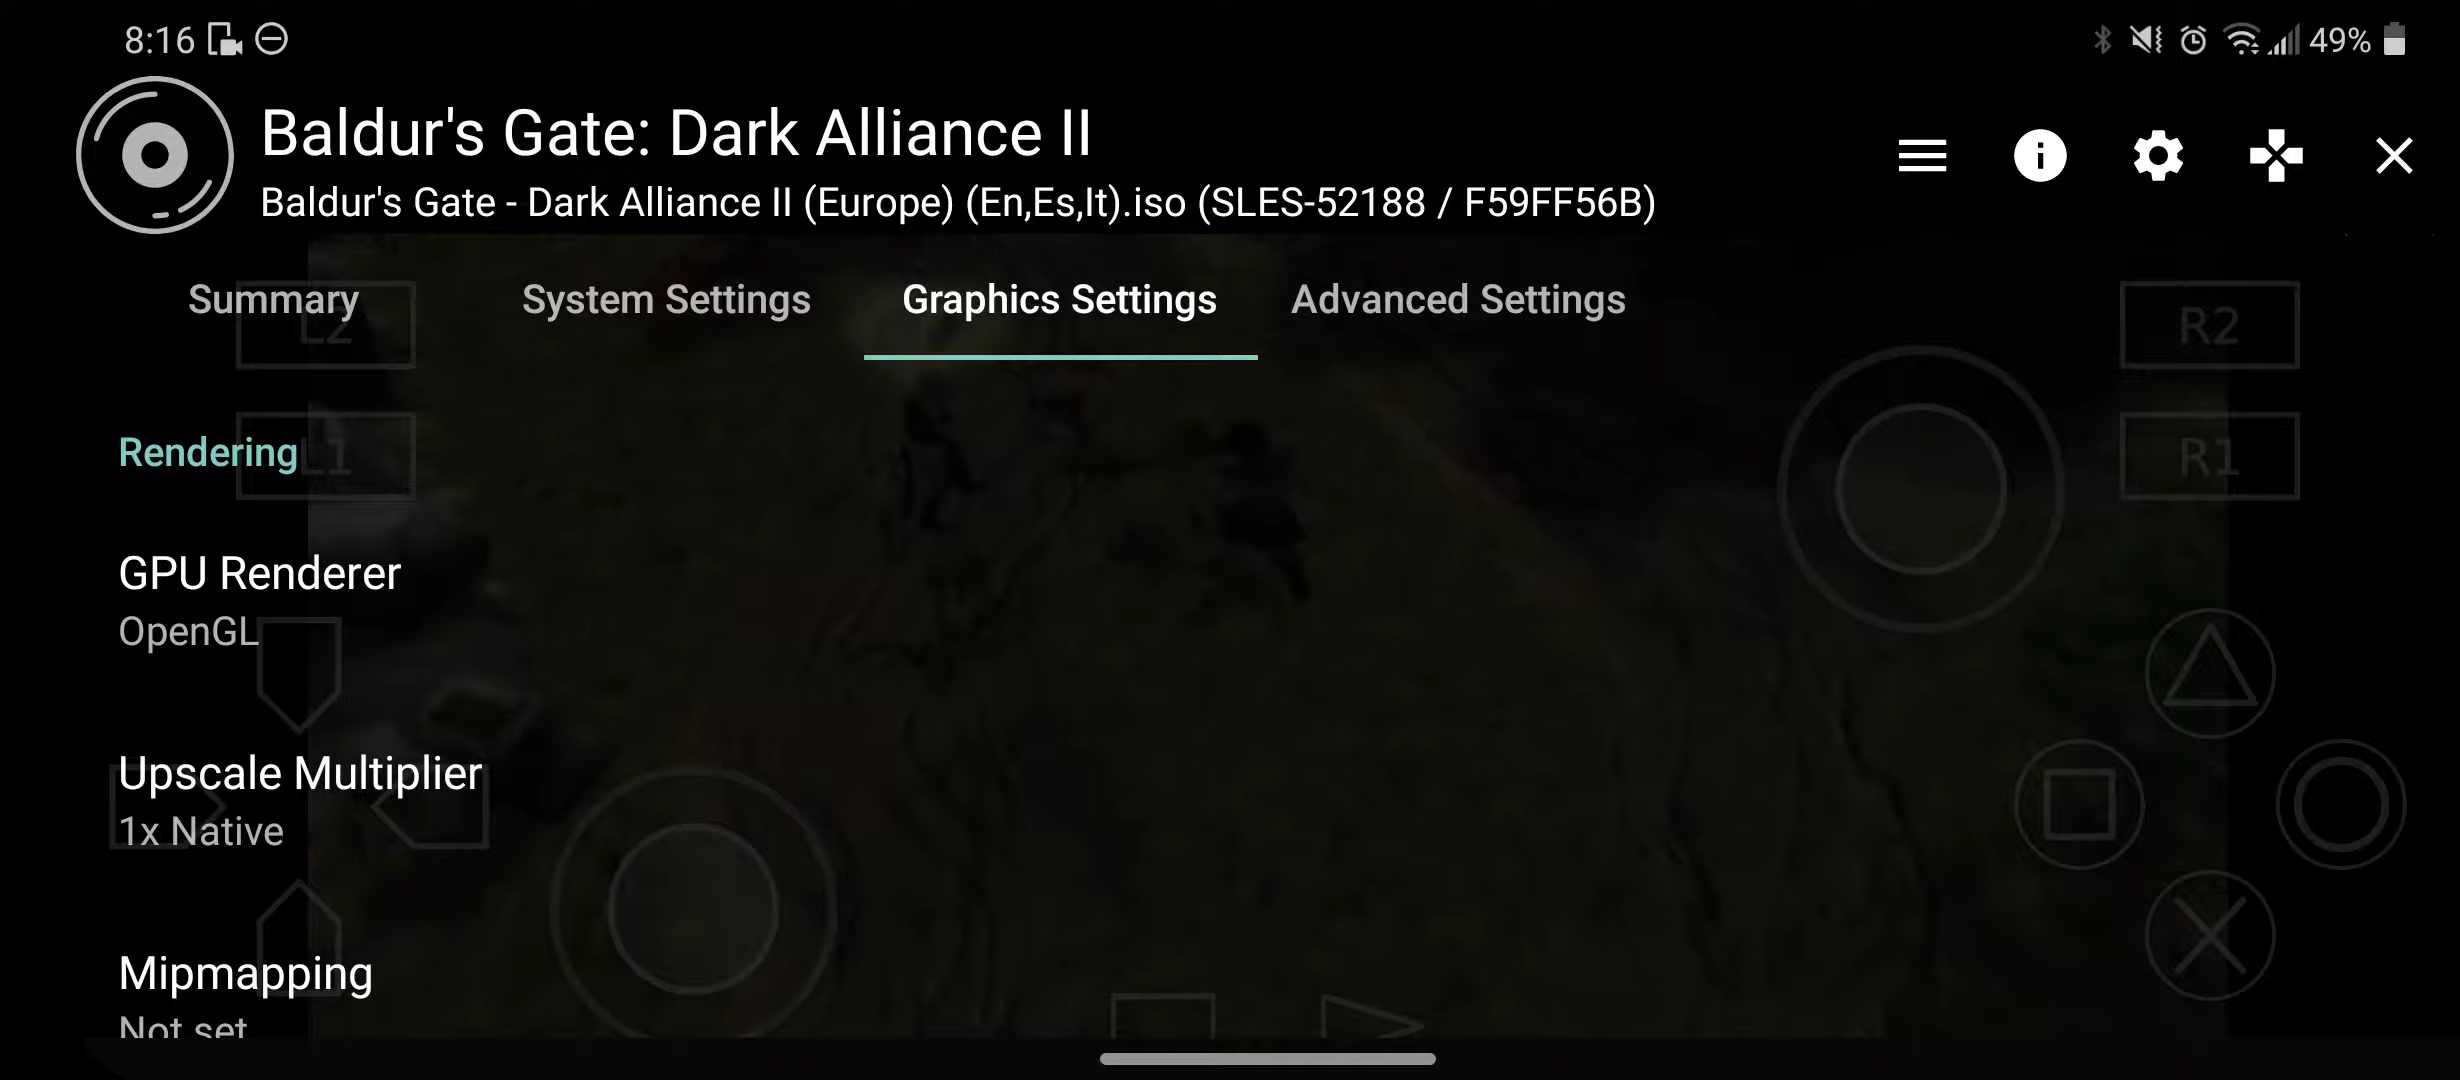 8:16
49%
Baldur's Gate: Dark Alliance II
Baldur's Gate - Dark Alliance II (Europe) (En,Es,It).iso (SLES-52188 / F59FF56B)
Summary
System Settings
Graphics Settings
Advanced Settings
L2
R2
Rendering
L1
R1
GPU Renderer
OpenGL
Upscale Multiplier
1x Native
Mipmapping
Not set